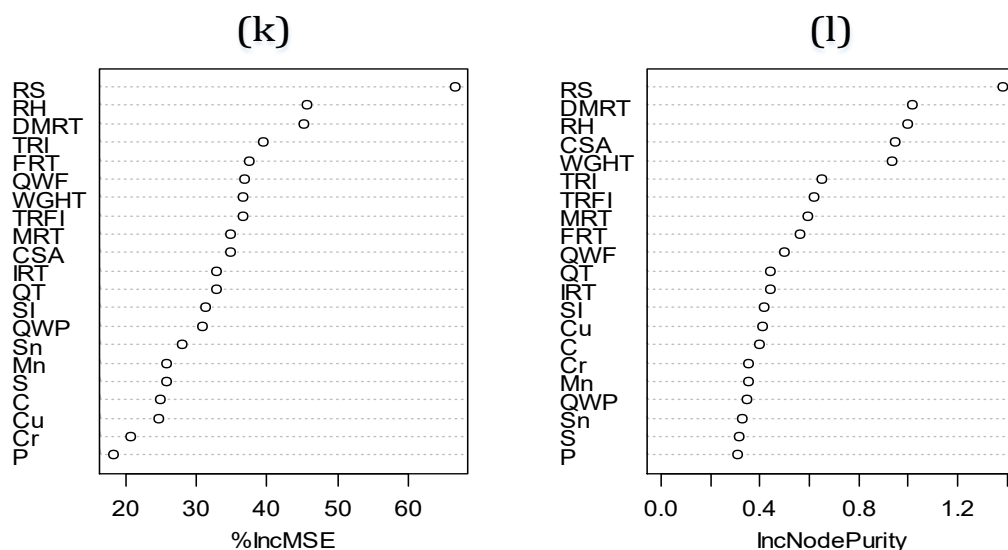 (k)
RS
RH
DMRT
TRI
FRT
QWF
WGHT
TRFI
MRT
CSA
IRT
QT
SI
QWP
Sn
Mn
S
C
Cu
Cr
P
20 30 40 50 60
%IncMSE
(l)
RS
DMRT
RH
CSA
WGHT
TRI
TRFI
MRT
FRT
QWF
QT
IRT
SI
Cu
C
Cr
Mn
QWP
Sn
S
P
0.0 0.4 0.8 1.2
IncNodePurity